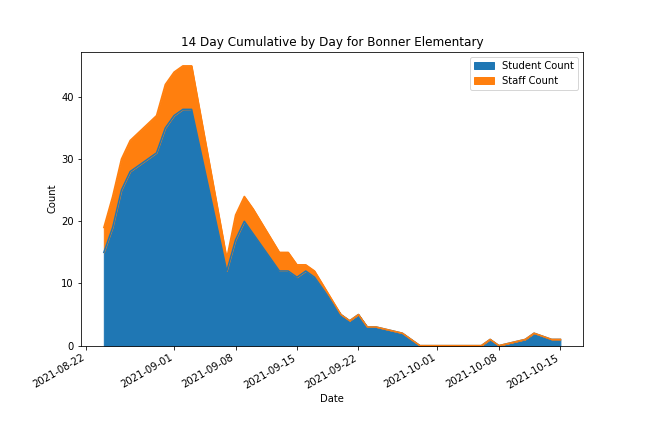 14 Day Cumulative by Day for Bonner Elementary
Student Count
Staff Count
40
30
20
10
0
Count
2021-08-22
2021-09-01
2021-09-08
2021-09-15
2021-09-22
2021-10-01
2021-10-08
2021-10-15
Date